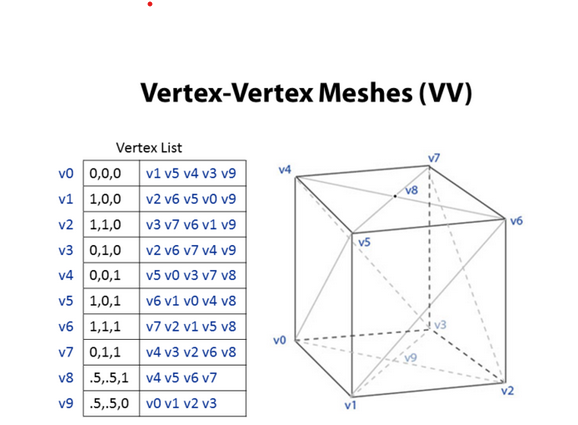 Vertex-Vertex Meshes (VV)
Vertex List
v0 0,0,0 v1 v5 v4 v3 v9
v1 1,0,0 v2 v6 v5 v0 v9
v2 1,1,0 v3 v7 v6 v1 v9
v3 0,1,0 v2 v6 v7 v4 v9
v4 0,0,1 v5 v0 v3 v7 v8
v5 1,0,1 v6 v1 v0 v4 v8
v6 1,1,1 v7 v2 v1 v5 v8
v7 0,1,1 v4 v3 v2 v6 v8
v8 .5,.5,1 v4 v5 v6 v7
v9 .5,.5,0 v0 v1 v2 v3
v7
v4
v8
v6
v5
v3
v0
v9
v2
v1